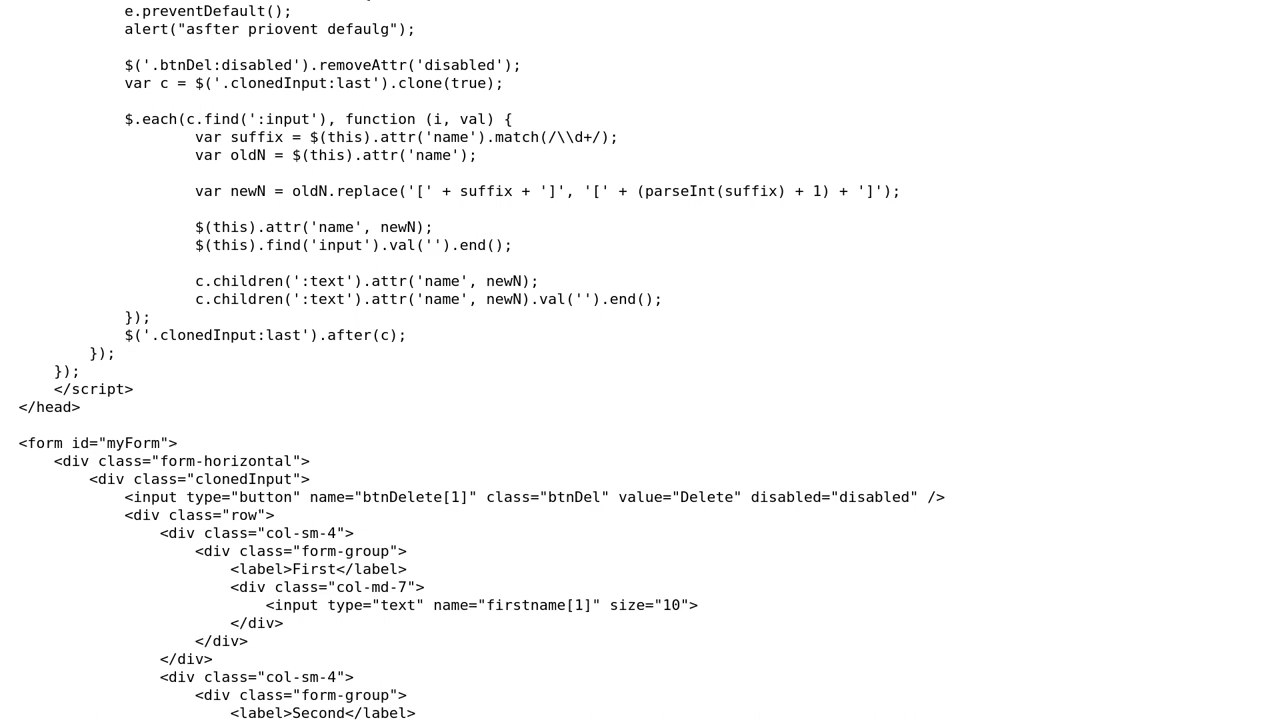 e.preventDefault();
alert("asfter priovent defaulg");
$('.btnDel:disabled').removeAttr('disabled');
var c = $('.clonedInput:last').clone(true);
$.each(c.find(':input'), function (i, val) {
var suffix = $(this).attr('name').match(/\\d+/);
var oldN = $(this).attr('name');
var newN = oldN.replace('[' + suffix + ']', '[' + (parseInt(suffix) + 1) + ']');
$(this).attr('name', newN);
$(this).find('input').val('').end();
c.children(':text').attr('name', newN);
c.children(':text').attr('name', newN).val('').end();
});
$('.clonedInput:last').after(c);
});
});
</script>
</head>
<form id="myForm">
<div class="form-horizontal">
<div class="clonedInput">
<input type="button" name="btnDelete[1]" class="btnDel" value="Delete" disabled="disabled" />
<div class="row">
<div class="col-sm-4">
<div class="form-group">
<label>First</label>
<div class="col-md-7">
<input type="text" name="firstname[1]" size="10">
</div>
</div>
</div>
<div class="col-sm-4">
<div class="form-group">
<label>Second</label>